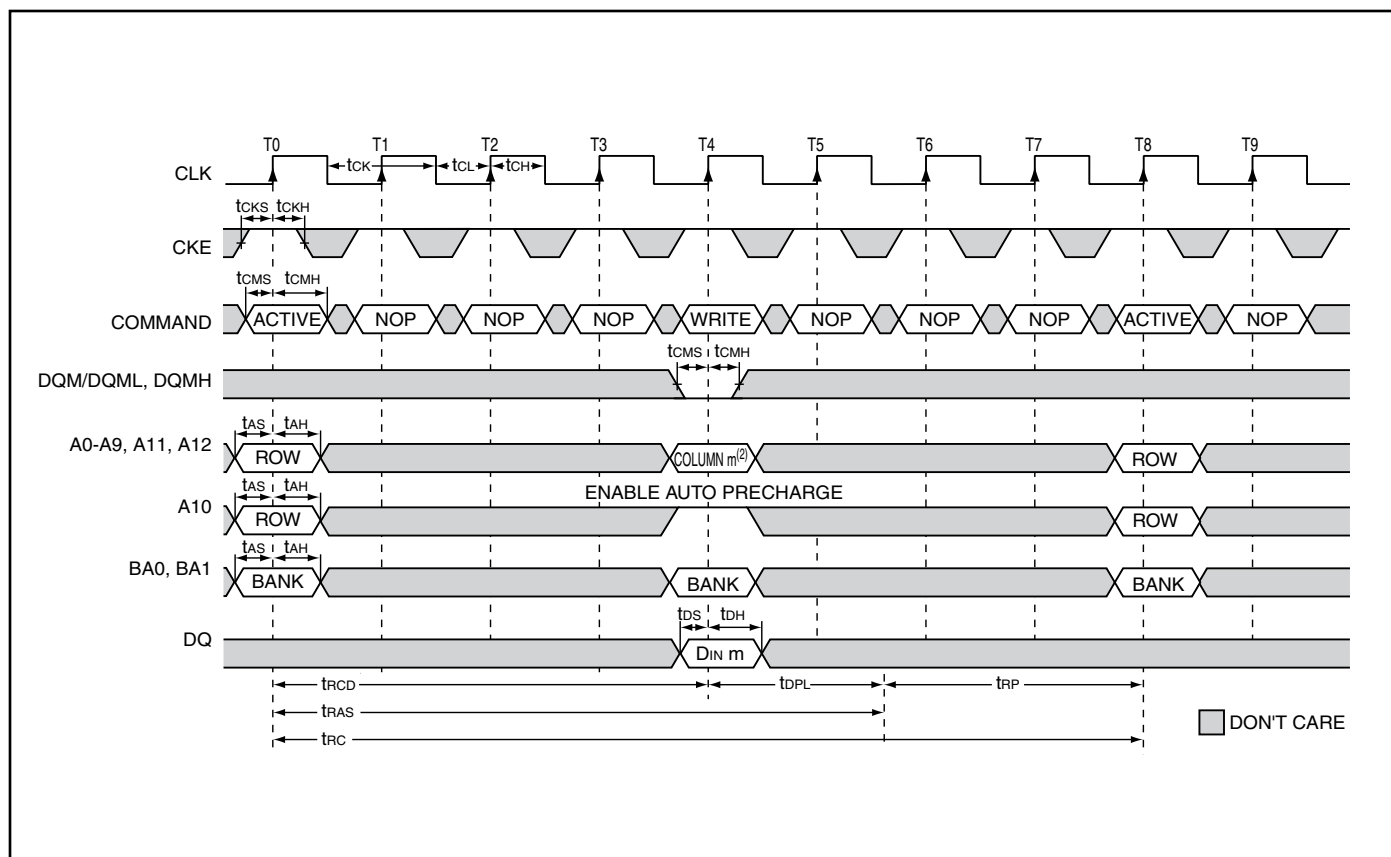 T0 T1 T2 T3 T4 T5 T6 T7 T8 T9
CLK tCK tCL tCH
tCKS tCKH
CKE
tCMS tCMH
COMMAND ACTIVE NOP NOP NOP WRITE NOP NOP NOP ACTIVE NOP
tCMS tCMH
DQM/DQML, DQMH
tAS tAH
A0-A9, A11, A12 ROW COLUMN m(2) ROW
tAS tAH ENABLE AUTO PRECHARGE
A10 ROW ROW
tAS tAH
BA0, BA1 BANK BANK BANK
tDS tDH
DQ DIN m
tRCD tDPL tRP
tRAS
tRC
DON'T CARE